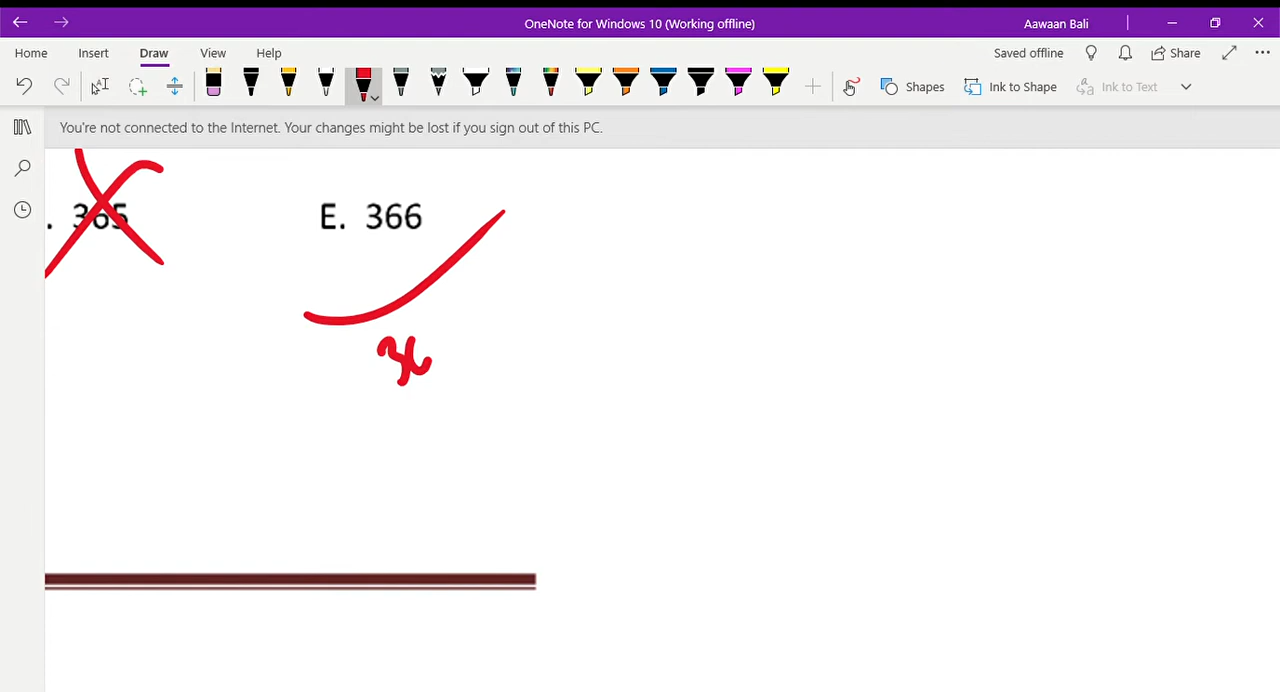 OneNote for Windows 10 (Working offline)
Aawaan Bali
Home Insert Draw View Help
Saved offline
Share
Shapes
Ink to Shape
Ink to Text
You're not connected to the Internet. Your changes might be lost if you sign out of this PC.
. 365
E. 366
36